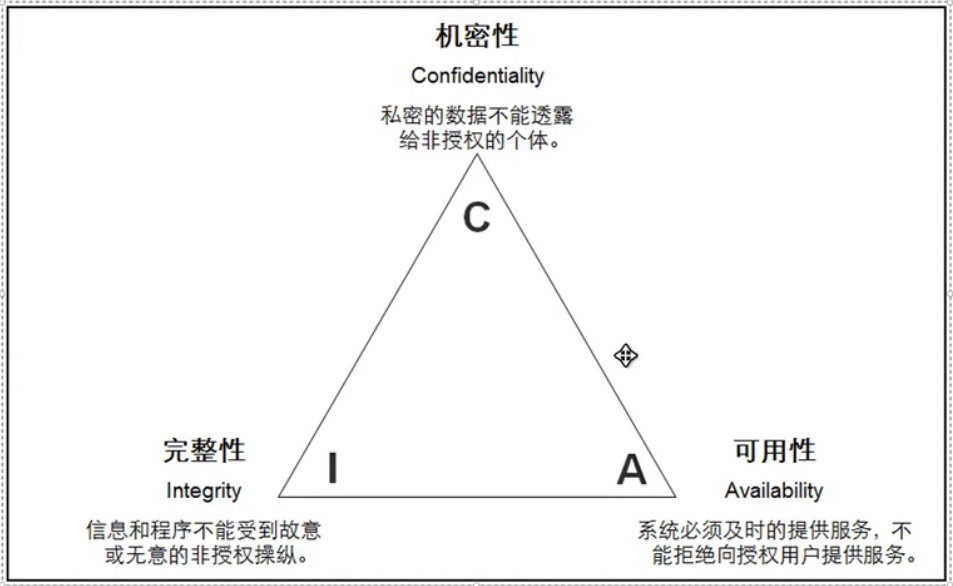 机密性
Confidentiality
私密的数据不能透露
给非授权的个体。
C
完整性
Integrity
信息和程序不能受到故意
或无意的非授权操纵。
I
A
可用性
Availability
系统必须及时的提供服务，不
能拒绝向授权用户提供服务。